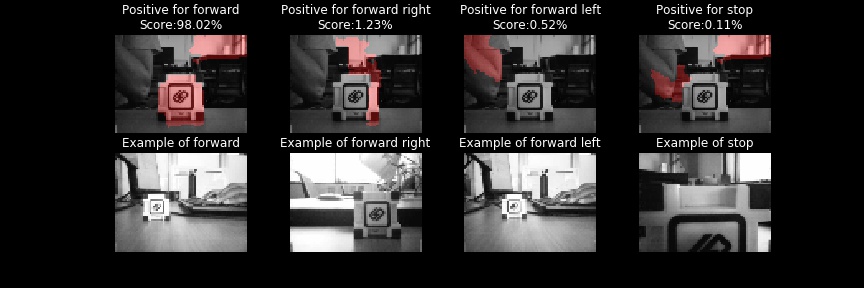 Positive for forward
Score:98.02%
Positive for forward right
Score:1.23%
Positive for forward left
Score:0.52%
Positive for stop
Score:0.11%
Example of forward
Example of forward right
Example of forward left
Example of stop